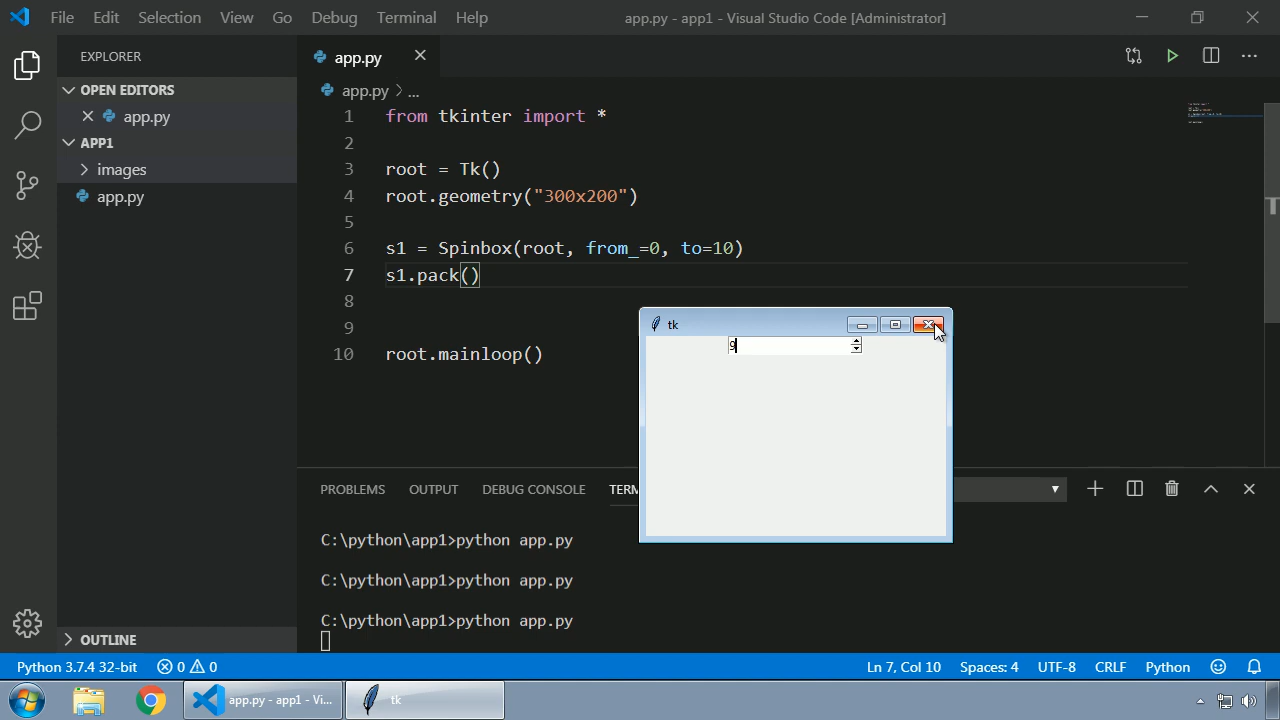 File Edit Selection View Go Debug Terminal Help
app.py - app1 - Visual Studio Code [Administrator]
EXPLORER
OPEN EDITORS
app.py
APP1
images
app.py
OUTLINE
app.py
app.py > ...
1 from tkinter import *
2
3 root = Tk()
4 root.geometry("300x200")
5
6 s1 = Spinbox(root, from_=0, to=10)
7 s1.pack()
8
9
10 root.mainloop()
tk
9
PROBLEMS OUTPUT DEBUG CONSOLE TERM
C:\python\app1>python app.py
C:\python\app1>python app.py
C:\python\app1>python app.py
Python 3.7.4 32-bit 0 0 Ln 7, Col 10 Spaces: 4 UTF-8 CRLF Python
app.py - app1 - Vi... tk